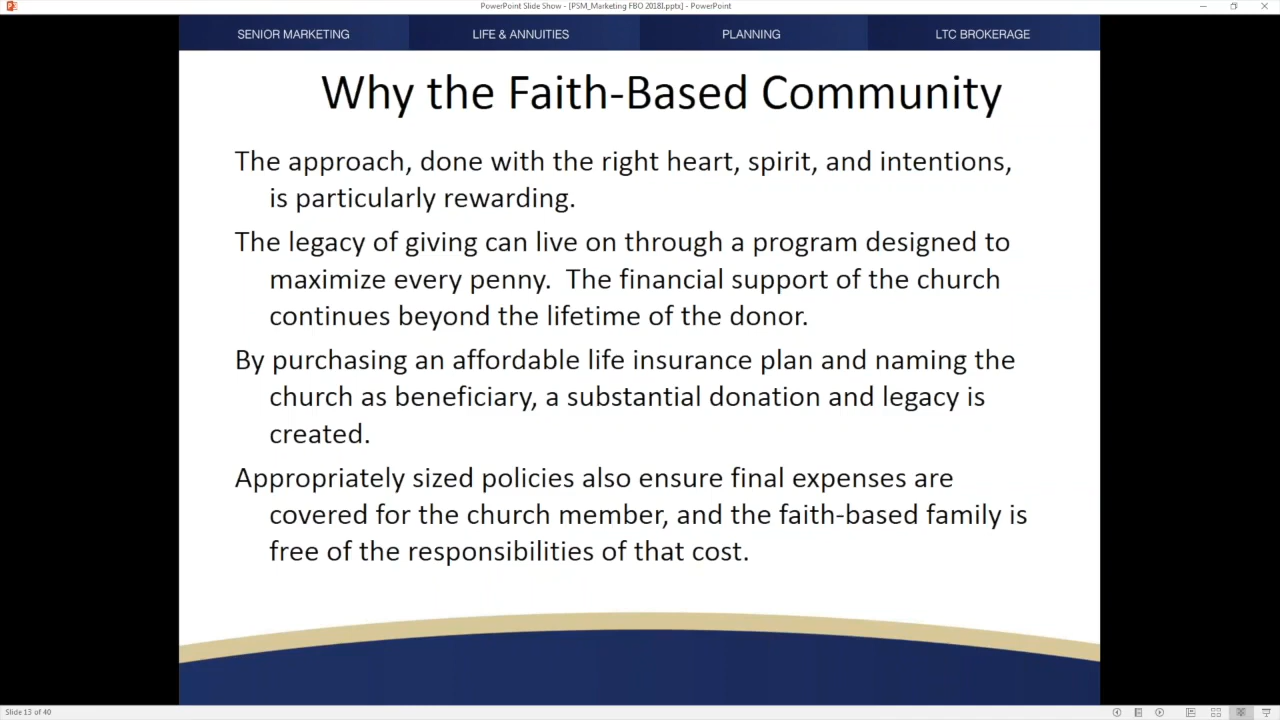 PowerPoint Slide Show - [PSM_Marketing FBO 2018I.pptx] - PowerPoint
SENIOR MARKETING
LIFE & ANNUITIES
PLANNING
LTC BROKERAGE
Why the Faith-Based Community
The approach, done with the right heart, spirit, and intentions,
is particularly rewarding.
The legacy of giving can live on through a program designed to
maximize every penny.  The financial support of the church
continues beyond the lifetime of the donor.
By purchasing an affordable life insurance plan and naming the
church as beneficiary, a substantial donation and legacy is
created.
Appropriately sized policies also ensure final expenses are
covered for the church member, and the faith-based family is
free of the responsibilities of that cost.
Slide 13 of 40